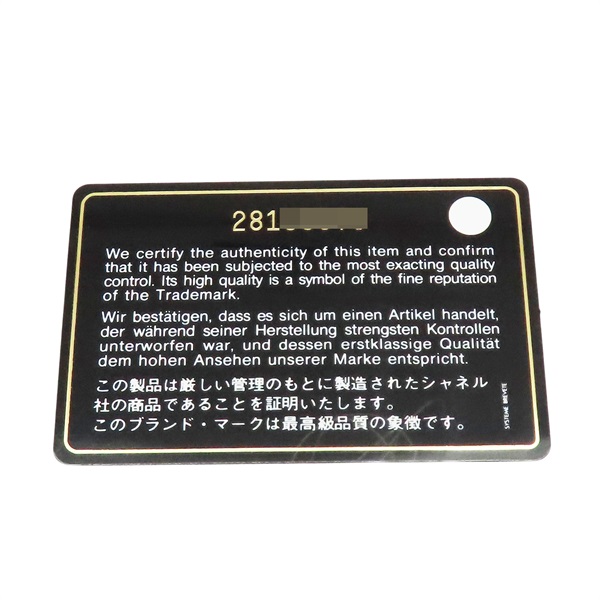 281
We certify the authenticity of this item and confirm
that it has been subjected to the most exacting quality
control. Its high quality is a symbol of the fine reputation
of the Trademark.
Wir bestätigen, dass es sich um einen Artikel handelt,
der während seiner Herstellung strengsten Kontrollen
unterworfen war, und dessen erstklassige Qualität
dem hohen Ansehen unserer Marke entspricht.
この製品は厳しい管理のもとに製造されたシャネル
社の商品であることを証明いたします。
このブランド・マークは最高級品質の象徴です。
SYSTEME BREVETE